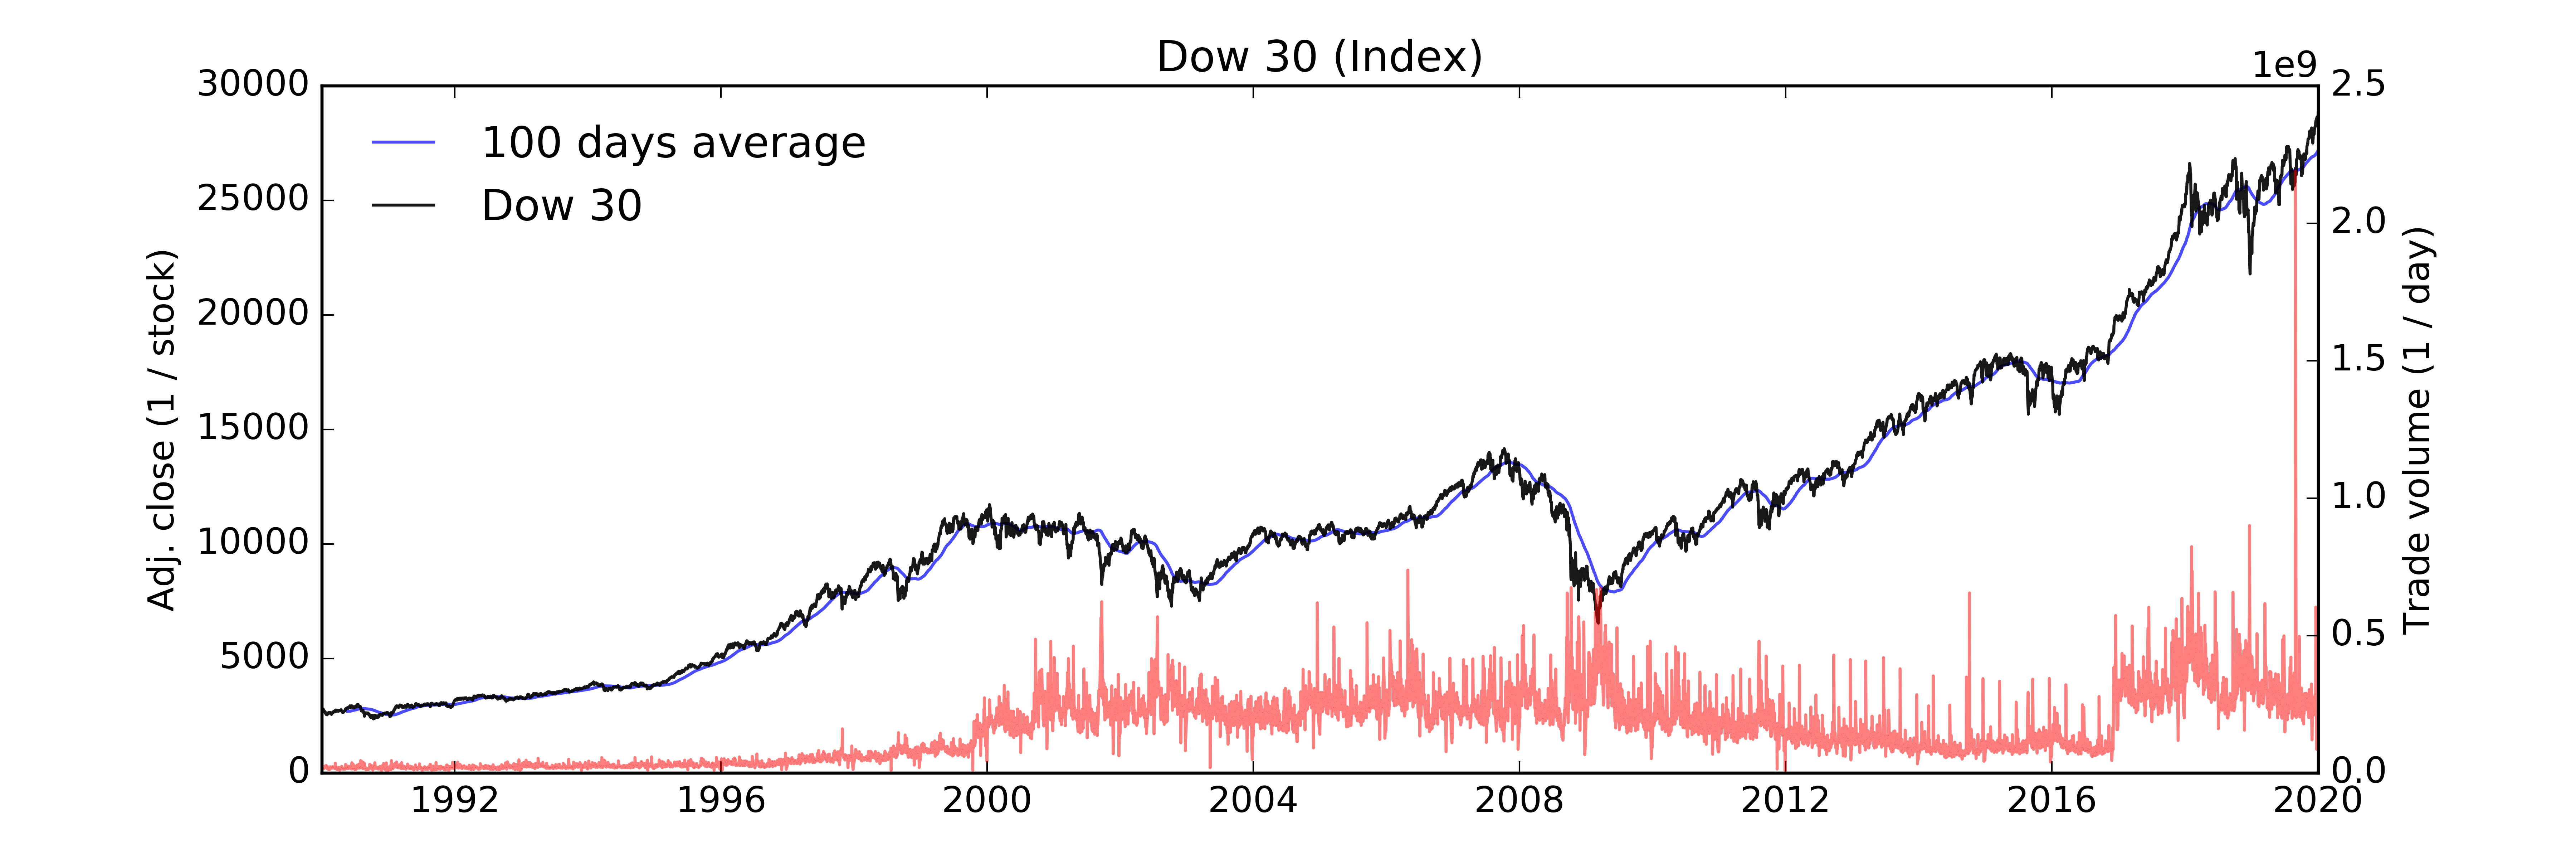 Dow 30 (Index)
1e9
100 days average
Dow 30
Adj. close (1 / stock)
30000
25000
20000
15000
10000
5000
0
2.5
2.0
1.5
1.0
0.5
0.0
Trade volume (1 / day)
1992 1996 2000 2004 2008 2012 2016 2020